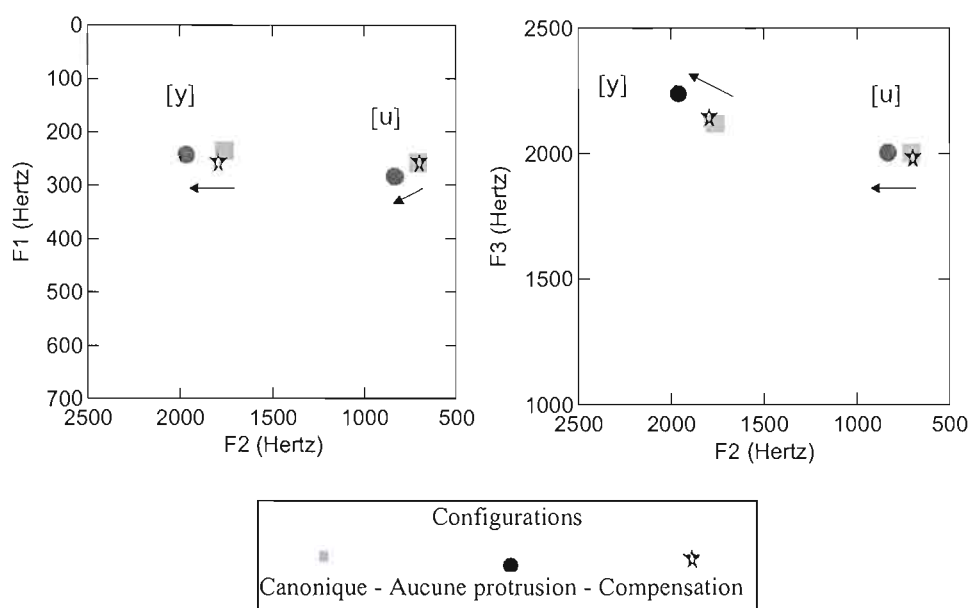 0
100
200
300
400
500
600
700
F1 (Hertz)
[y]
[u]
2500 2000 1500 1000 500
F2 (Hertz)
2500
2000
1500
1000
F3 (Hertz)
[y]
[u]
2500 2000 1500 1000 500
F2 (Hertz)
Configurations
Canonique - Aucune protrusion - Compensation